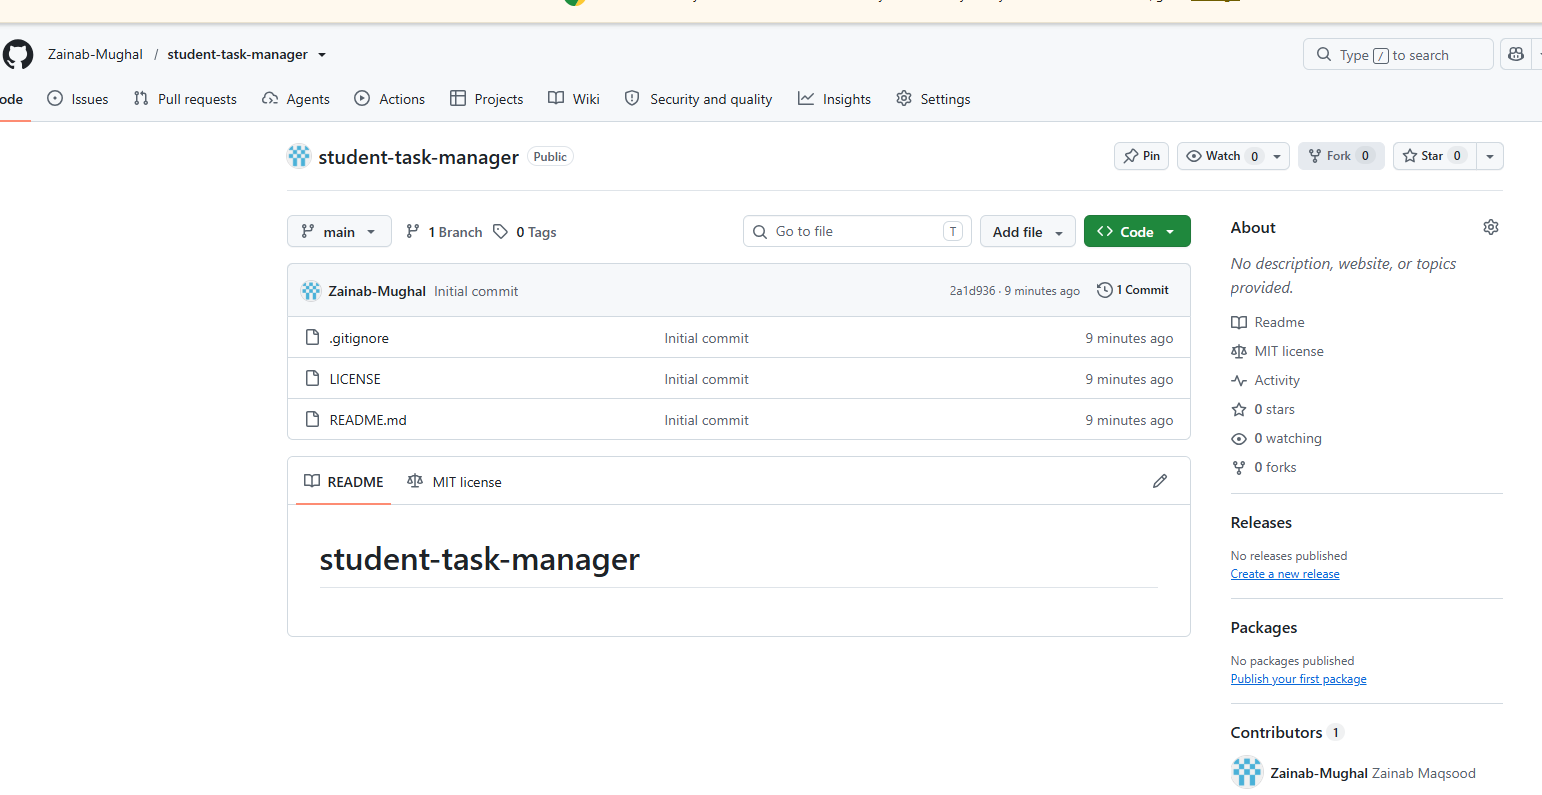 Zainab-Mughal / student-task-manager
Type / to search
ode Issues Pull requests Agents Actions Projects Wiki Security and quality Insights Settings
student-task-manager Public
Pin Watch 0 Fork 0 Star 0
main 1 Branch 0 Tags Go to file T Add file Code
Zainab-Mughal Initial commit 2a1d936 · 9 minutes ago 1 Commit
.gitignore Initial commit 9 minutes ago
LICENSE Initial commit 9 minutes ago
README.md Initial commit 9 minutes ago
README MIT license
student-task-manager
About
No description, website, or topics
provided.
Readme
MIT license
Activity
0 stars
0 watching
0 forks
Releases
No releases published
Create a new release
Packages
No packages published
Publish your first package
Contributors 1
Zainab-Mughal Zainab Maqsood